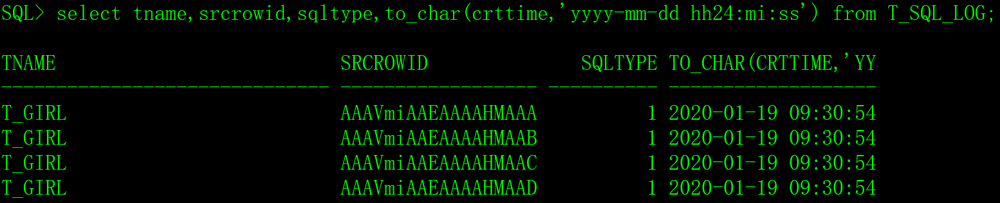 SQL> select tname,srcrowid,sqltype,to_char(crttime,'yyyy-mm-dd hh24:mi:ss') from T_SQL_LOG;
TNAME SRCROWID SQLTYPE TO_CHAR(CRTTIME,'YY
------------------------------ ------------------ ---------- -------------------
T_GIRL AAAVmiAAEAAAAHMAAA 1 2020-01-19 09:30:54
T_GIRL AAAVmiAAEAAAAHMAAB 1 2020-01-19 09:30:54
T_GIRL AAAVmiAAEAAAAHMAAC 1 2020-01-19 09:30:54
T_GIRL AAAVmiAAEAAAAHMAAD 1 2020-01-19 09:30:54